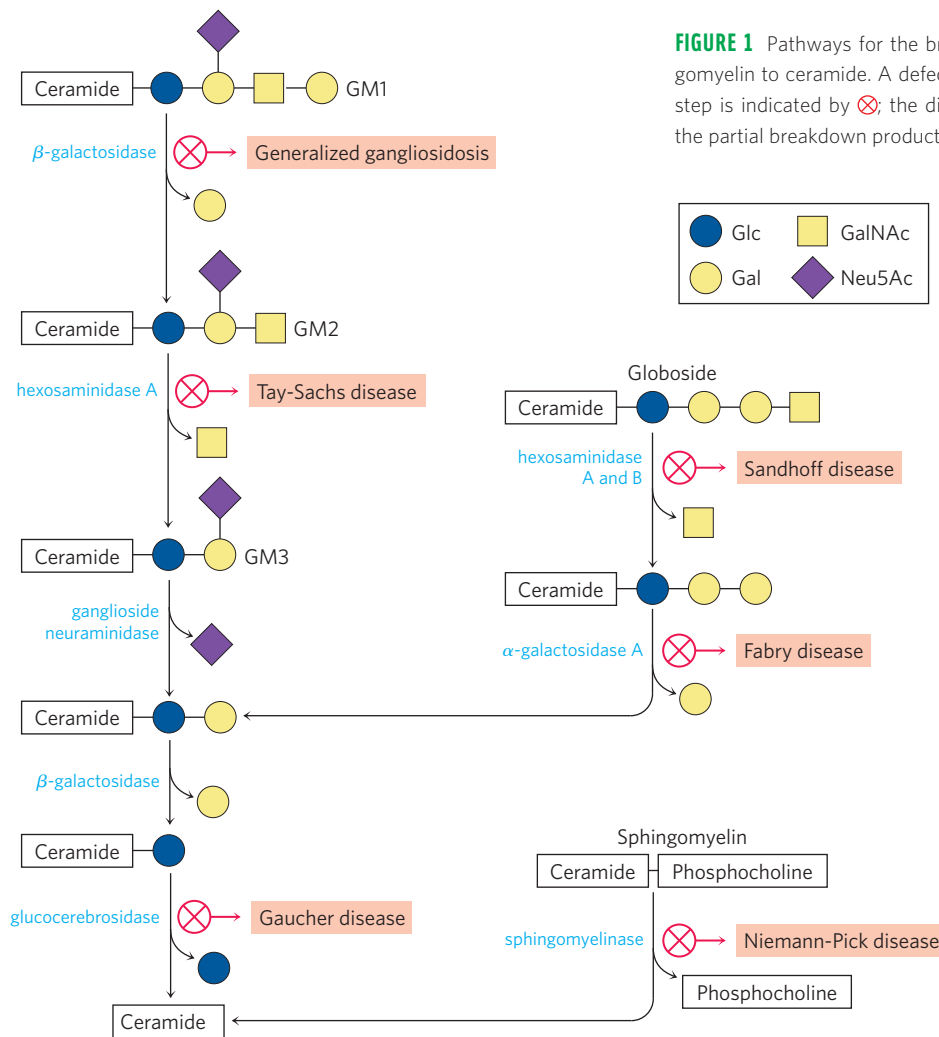 FIGURE 1 Pathways for the br
gomyelin to ceramide. A defec
step is indicated by ⊗; the di
the partial breakdown product
Glc
GalNAc
Gal
Neu5Ac
Ceramide
GM1
β-galactosidase
Generalized gangliosidosis
Ceramide
GM2
hexosaminidase A
Tay-Sachs disease
Ceramide
GM3
ganglioside
neuraminidase
Ceramide
β-galactosidase
Ceramide
glucocerebrosidase
Gaucher disease
Ceramide
Globoside
Ceramide
hexosaminidase
A and B
Sandhoff disease
Ceramide
α-galactosidase A
Fabry disease
Sphingomyelin
Ceramide
Phosphocholine
sphingomyelinase
Niemann-Pick disease
Phosphocholine